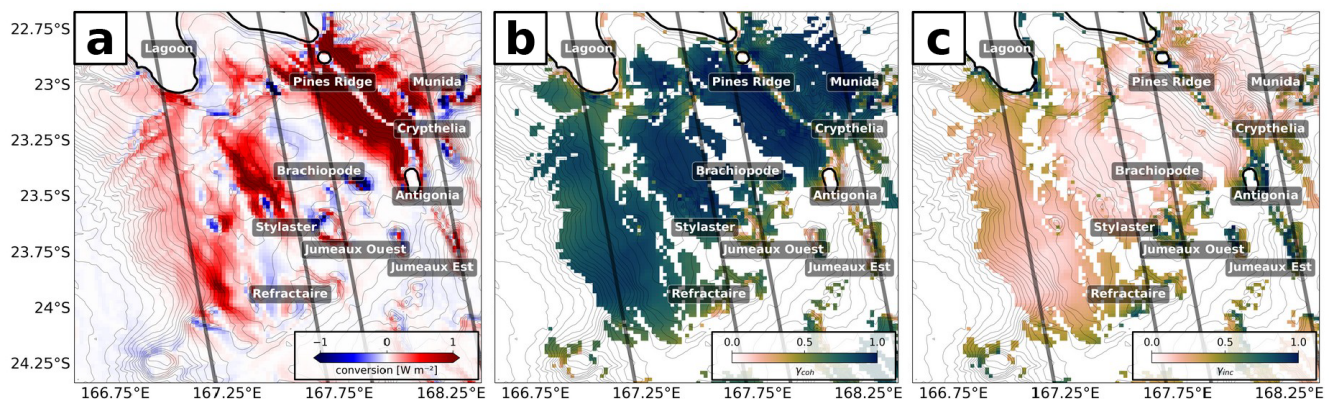 a
b
c
22.75°S
23°S
23.25°S
23.5°S
23.75°S
24°S
24.25°S
Lagoon
Pines Ridge
Munida
Crypthelia
Brachiopode
Antigonia
Stylaster
Jumeaux Ouest
Jumeaux Est
Refractaire
−1 0 1
conversion [W m⁻²]
166.75°E 167.25°E 167.75°E 168.25°E
Lagoon
Pines Ridge
Munida
Crypthelia
Brachiopode
Antigonia
Stylaster
Jumeaux Ouest
Jumeaux Est
Refractaire
0.0 0.5 1.0
γcoh
166.75°E 167.25°E 167.75°E 168.25°E
Lagoon
Pines Ridge
Munida
Crypthelia
Brachiopode
Antigonia
Stylaster
Jumeaux Ouest
Jumeaux Est
Refractaire
0.0 0.5 1.0
γinc
166.75°E 167.25°E 167.75°E 168.25°E